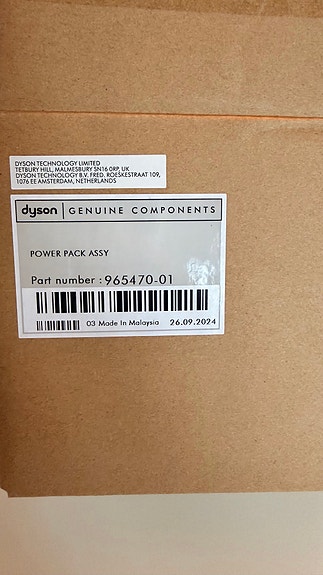 DYSON TECHNOLOGY LIMITED
TETBURY HILL, MALMESBURY SN16 0RP, UK
DYSON TECHNOLOGY B.V. FRED. ROESKESTRAAT 109,
1076 EE AMSTERDAM, NETHERLANDS
dyson | GENUINE COMPONENTS
POWER PACK ASSY
Part number : 965470-01
03 Made In Malaysia 26.09.2024